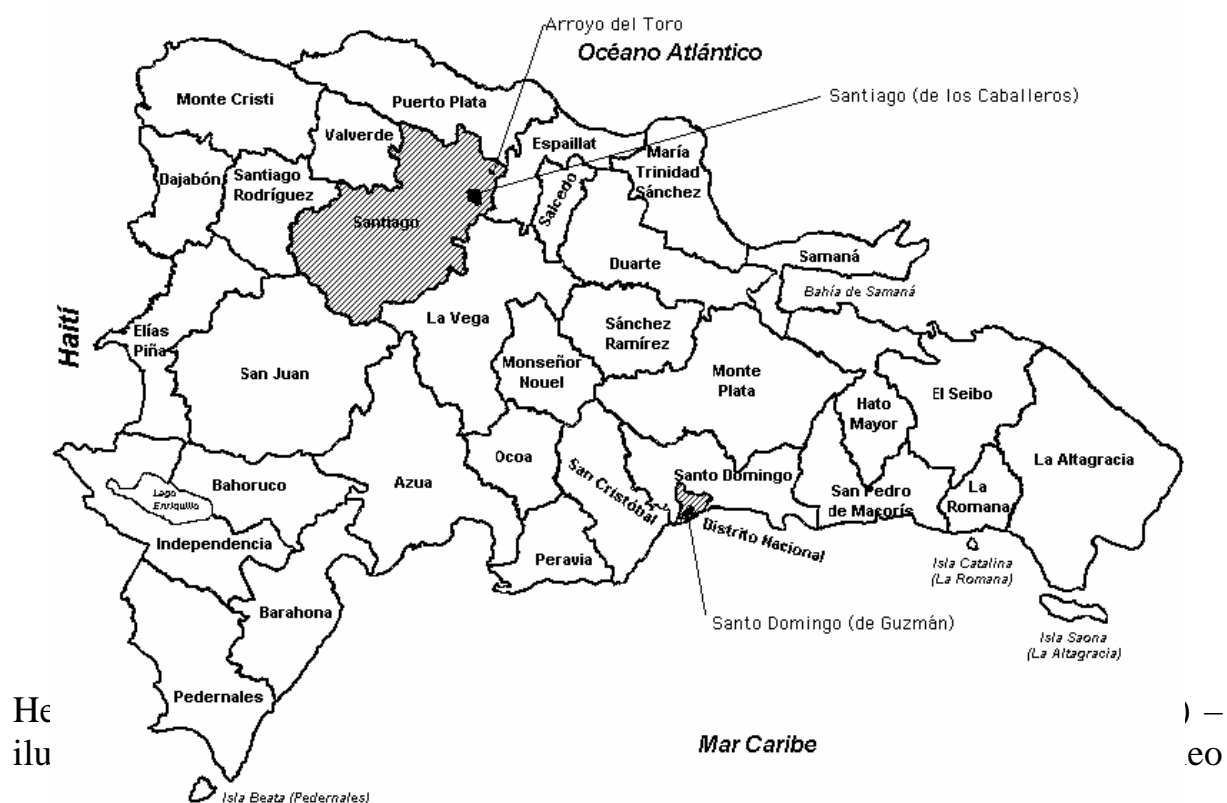 Arroyo del Toro
Océano Atlántico
Santiago (de los Caballeros)
Monte Cristi
Puerto Plata
Valverde
Espaillat
María
Trinidad
Sánchez
Dajabón
Santiago
Rodríguez
Salcedo
Santiago
Samaná
Duarte
Bahía de Samaná
Haití
Elías
Piña
La Vega
Sánchez
Ramírez
San Juan
Monseñor
Nouel
Monte
Plata
El Seibo
Hato
Mayor
Ocoa
La Altagracia
Azua
San Cristóbal
Santo Domingo
Bahoruco
Lago
Enriquillo
San Pedro
de Macorís
La
Romana
Distrito Nacional
Independencia
Peravia
Isla Catalina
(La Romana)
Barahona
Santo Domingo (de Guzmán)
Isla Saona
(La Altagracia)
Pedernales
He ) –
ilu eo
Mar Caribe
Isla Beata (Pedernales)